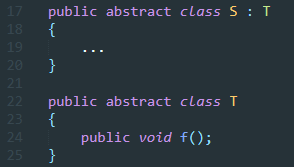 17 public abstract class S : T
18 {
19 ...
20 }
21
22 public abstract class T
23 {
24 public void f();
25 }